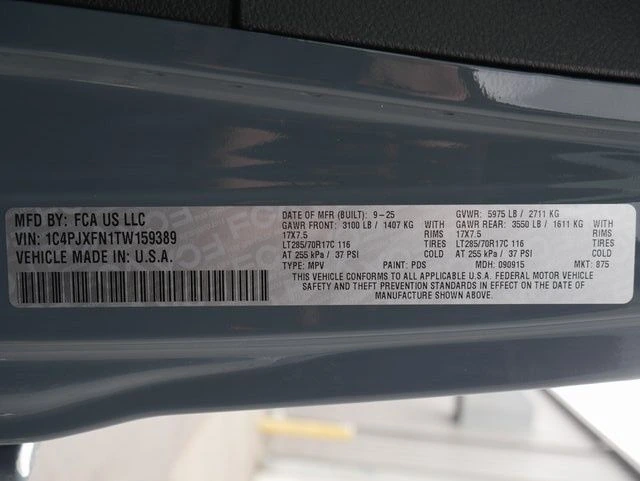 MFD BY: FCA US LLC
VIN: 1C4PJXFN1TW159389
VEHICLE MADE IN: U.S.A.
DATE OF MFR (BUILT): 9-25
GAWR FRONT: 3100 LB / 1407 KG
17X7.5 RIMS
LT285/70R17C 116 TIRES
AT 255 kPa / 37 PSI COLD
TYPE: MPV PAINT: PDS
GVWR: 5975 LB / 2711 KG
GAWR REAR: 3550 LB / 1611 KG WITH
17X7.5 RIMS
LT285/70R17C 116 TIRES
AT 255 kPa / 37 PSI COLD
MDH: 090915 MKT: 875
THIS VEHICLE CONFORMS TO ALL APPLICABLE U.S.A. FEDERAL MOTOR VEHICLE
SAFETY AND THEFT PREVENTION STANDARDS IN EFFECT ON THE DATE OF
MANUFACTURE SHOWN ABOVE.